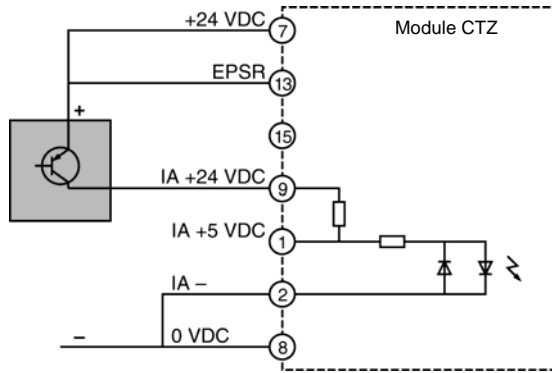 +24 VDC
7
Module CTZ
EPSR
13
+
15
IA +24 VDC
9
IA +5 VDC
1
IA –
2
– 0 VDC
8